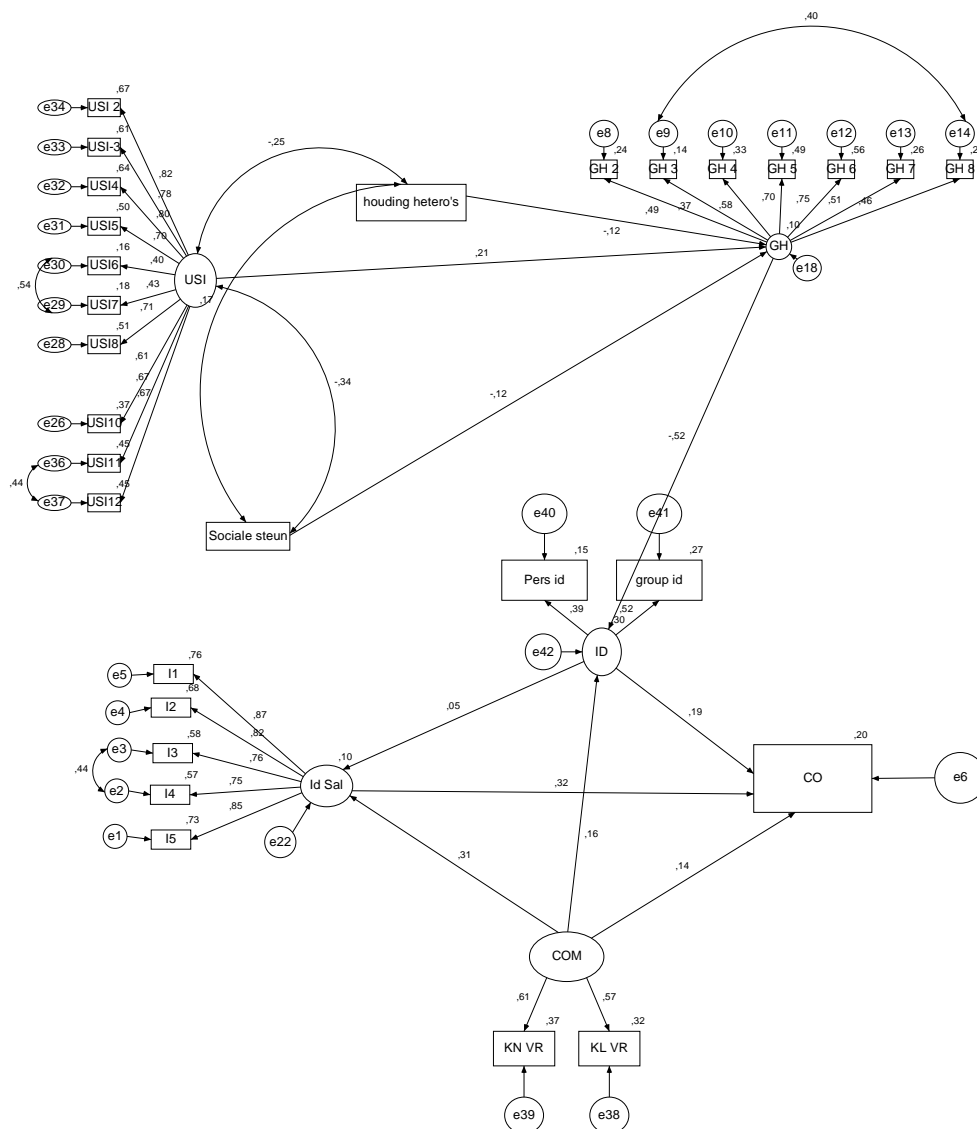 ,40
e34
,67
USI 2
e33
,61
USI-3
e32
,64
USI4
e31
,50
USI5
e30
,16
USI6
,54
e29
,18
USI7
e28
,51
USI8
e26
,37
USI10
e36
,45
USI11
,44
e37
,45
USI12
,82
,78
,80
,70
,40
,43
,71
,61
,67
,67
USI
,17
-,25
houding hetero's
-,34
Sociale steun
e8
e9
e10
e11
e12
e13
e14
,24
,14
,33
,49
,56
,26
GH 2
GH 3
GH 4
GH 5
GH 6
GH 7
GH 8
,49
,37
,58
,70
,75
,51
,46
,10
GH
e18
-,12
,21
-,12
-,52
e40
e41
,15
,27
Pers id
group id
,39
,52
,30
e42
ID
e5
,76
I1
e4
,68
I2
e3
,58
I3
,44
e2
,57
I4
e1
,73
I5
,87
,82
,76
,75
,85
,10
Id Sal
e22
,05
,19
,20
CO
e6
,32
,16
,31
,14
COM
,61
,57
,37
,32
KN VR
KL VR
e39
e38